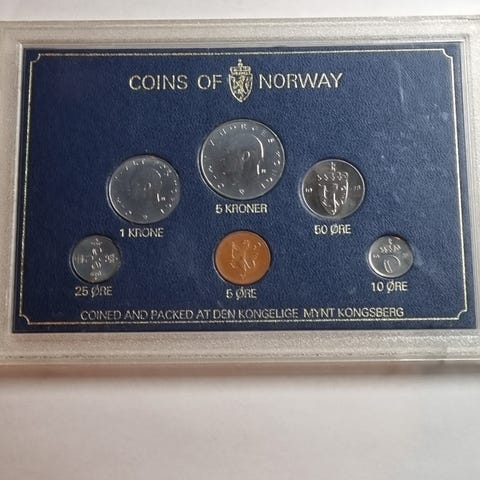 COINS OF NORWAY
5 KRONER
1 KRONE
50 ØRE
25 ØRE
5 ØRE
10 ØRE
COINED AND PACKED AT DEN KONGELIGE MYNT KONGSBERG